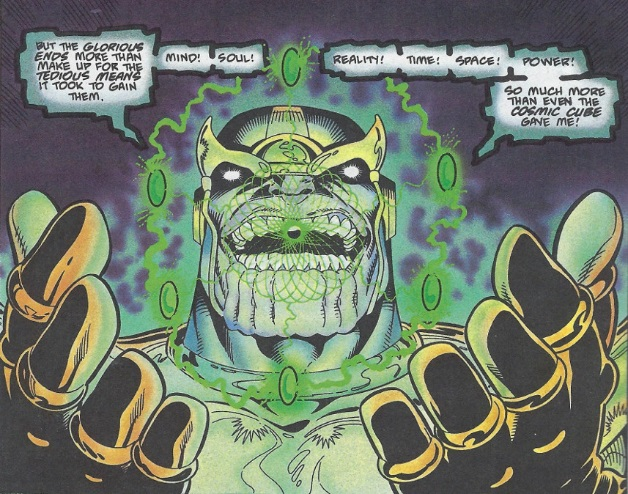 BUT THE GLORIOUS
ENDS MORE THAN
MAKE UP FOR THE
TEDIOUS MEANS
IT TOOK TO GAIN
THEM.
MIND!
SOUL!
REALITY!
TIME!
SPACE!
POWER!
SO MUCH MORE
THAN EVEN THE
COSMIC CUBE
GAVE ME!